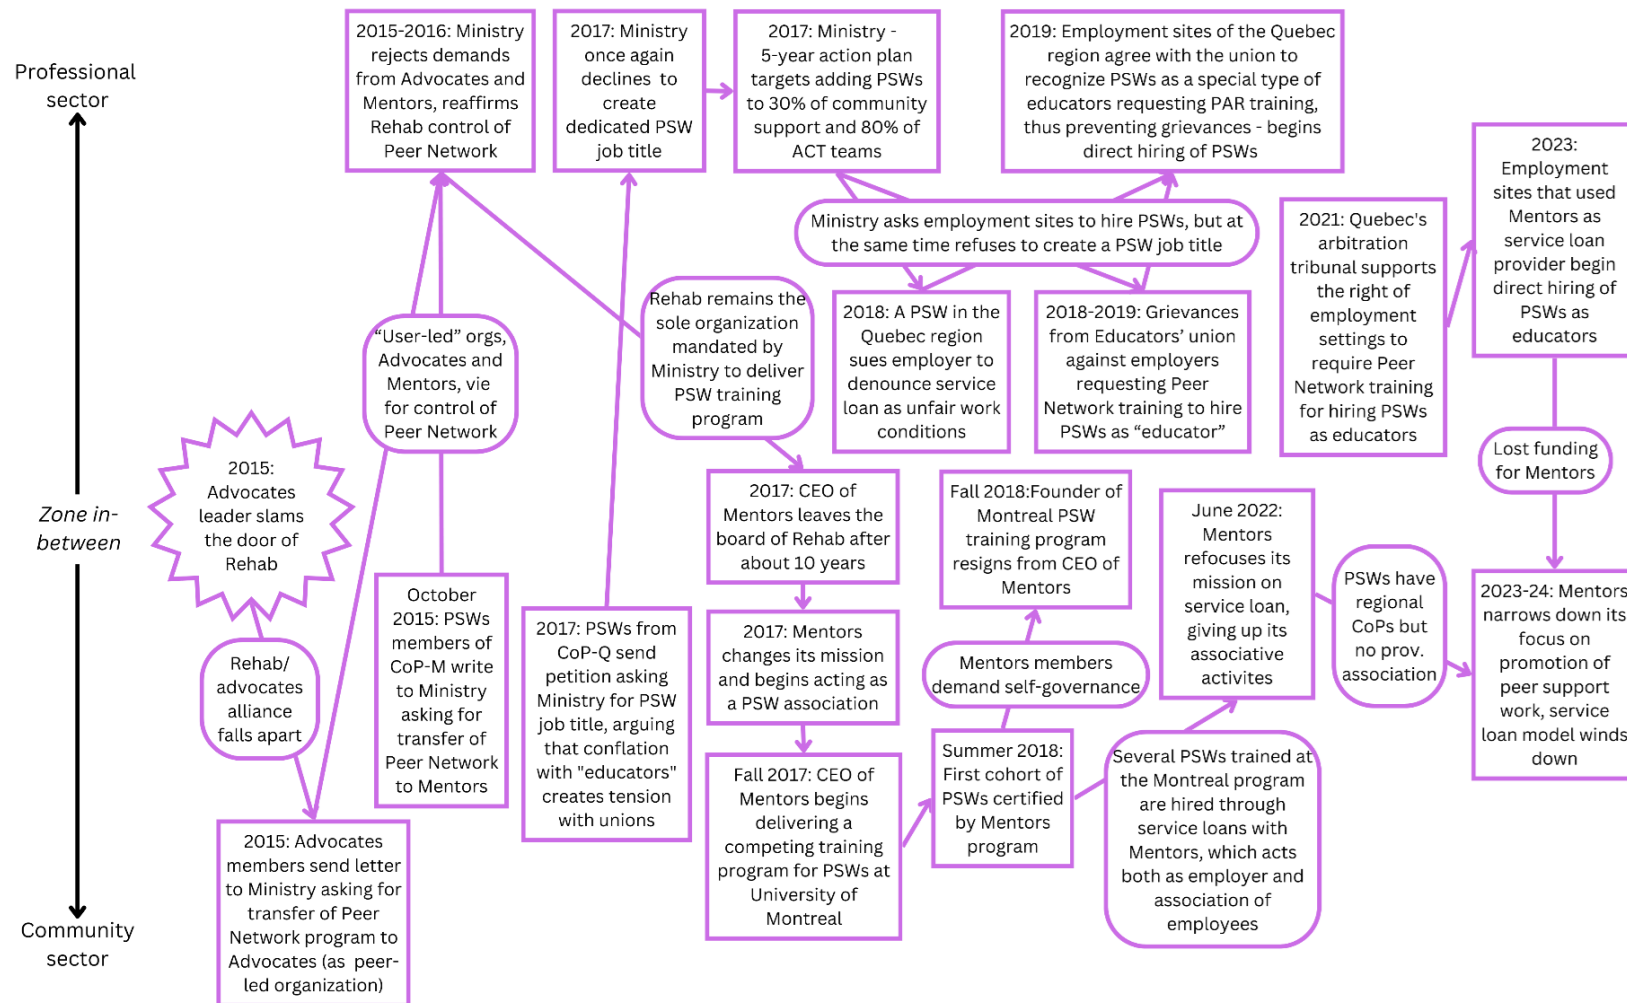 Professional
sector
Zone in-
between
Community
sector
2015-2016: Ministry
rejects demands
from Advocates and
Mentors, reaffirms
Rehab control of
Peer Network
2017: Ministry
once again
declines to
create
dedicated PSW
job title
2017: Ministry -
5-year action plan
targets adding PSWs
to 30% of community
support and 80% of
ACT teams
2019: Employment sites of the Quebec
region agree with the union to
recognize PSWs as a special type of
educators requesting PAR training,
thus preventing grievances - begins
direct hiring of PSWs
2023:
Employment
sites that used
Mentors as
service loan
provider begin
direct hiring of
PSWs as
educators
Ministry asks employment sites to hire PSWs, but at
the same time refuses to create a PSW job title
2021: Quebec's
arbitration
tribunal supports
the right of
employment
settings to
require Peer
Network training
for hiring PSWs
as educators
Rehab remains the
sole organization
mandated by
Ministry to deliver
PSW training
program
2018: A PSW in the
Quebec region
sues employer to
denounce service
loan as unfair work
conditions
2018-2019: Grievances
from Educators’ union
against employers
requesting Peer
Network training to hire
PSWs as “educator”
“User-led” orgs,
Advocates and
Mentors, vie
for control of
Peer Network
Lost funding
for Mentors
2015:
Advocates
leader slams
the door of
Rehab
2017: CEO of
Mentors leaves the
board of Rehab after
about 10 years
Fall 2018:Founder of
Montreal PSW
training program
resigns from CEO of
Mentors
June 2022:
Mentors
refocuses its
mission on
service loan,
giving up its
associative
activites
PSWs have
regional
CoPs but
no prov.
association
2023-24: Mentors
narrows down its
focus on
promotion of
peer support
work, service
loan model winds
down
October
2015: PSWs
members of
CoP-M write
to Ministry
asking for
transfer of
Peer Network
to Mentors
2017: PSWs from
CoP-Q send
petition asking
Ministry for PSW
job title, arguing
that conflation
with "educators"
creates tension
with unions
2017: Mentors
changes its mission
and begins acting as
a PSW association
Mentors members
demand self-governance
Rehab/
advocates
alliance
falls apart
Fall 2017: CEO of
Mentors begins
delivering a
competing training
program for PSWs at
University of
Montreal
Summer 2018:
First cohort of
PSWs certified
by Mentors
program
Several PSWs trained at
the Montreal program
are hired through
service loans with
Mentors, which acts
both as employer and
association of
employees
2015: Advocates
members send letter
to Ministry asking for
transfer of Peer
Network program to
Advocates (as peer-
led organization)